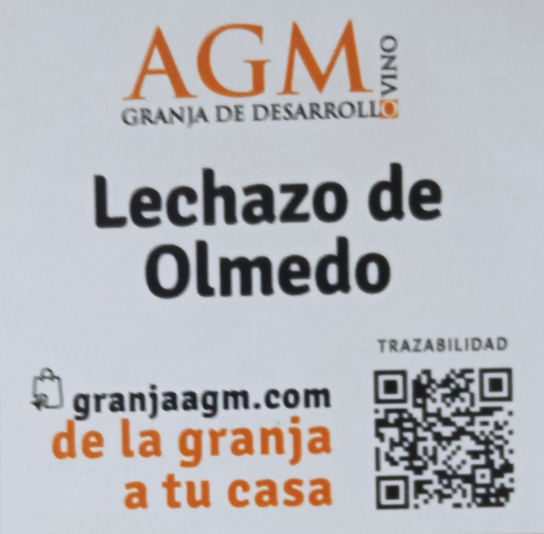 AGM
GRANJA DE DESARROLLO
OVINO
Lechazo de
Olmedo
TRAZABILIDAD
granjaagm.com
de la granja
a tu casa